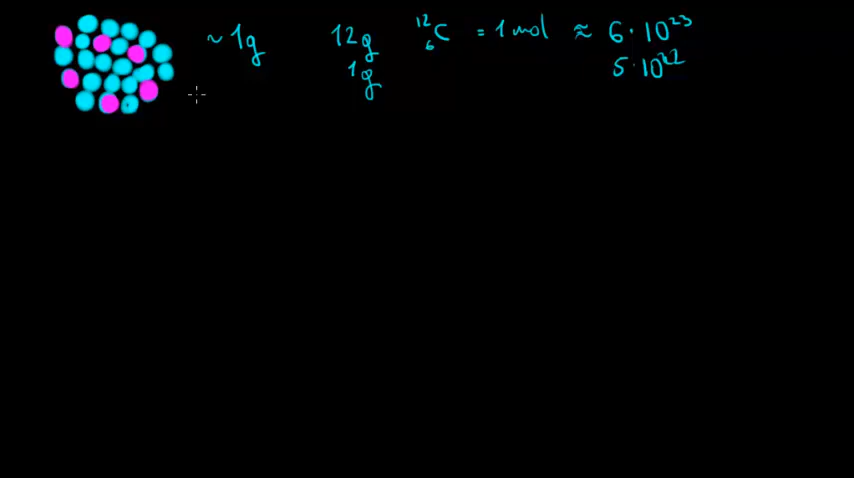 ~ 1g 12g ¹²₆C = 1 mol ≈ 6 · 10²³
1g 5 · 10²²